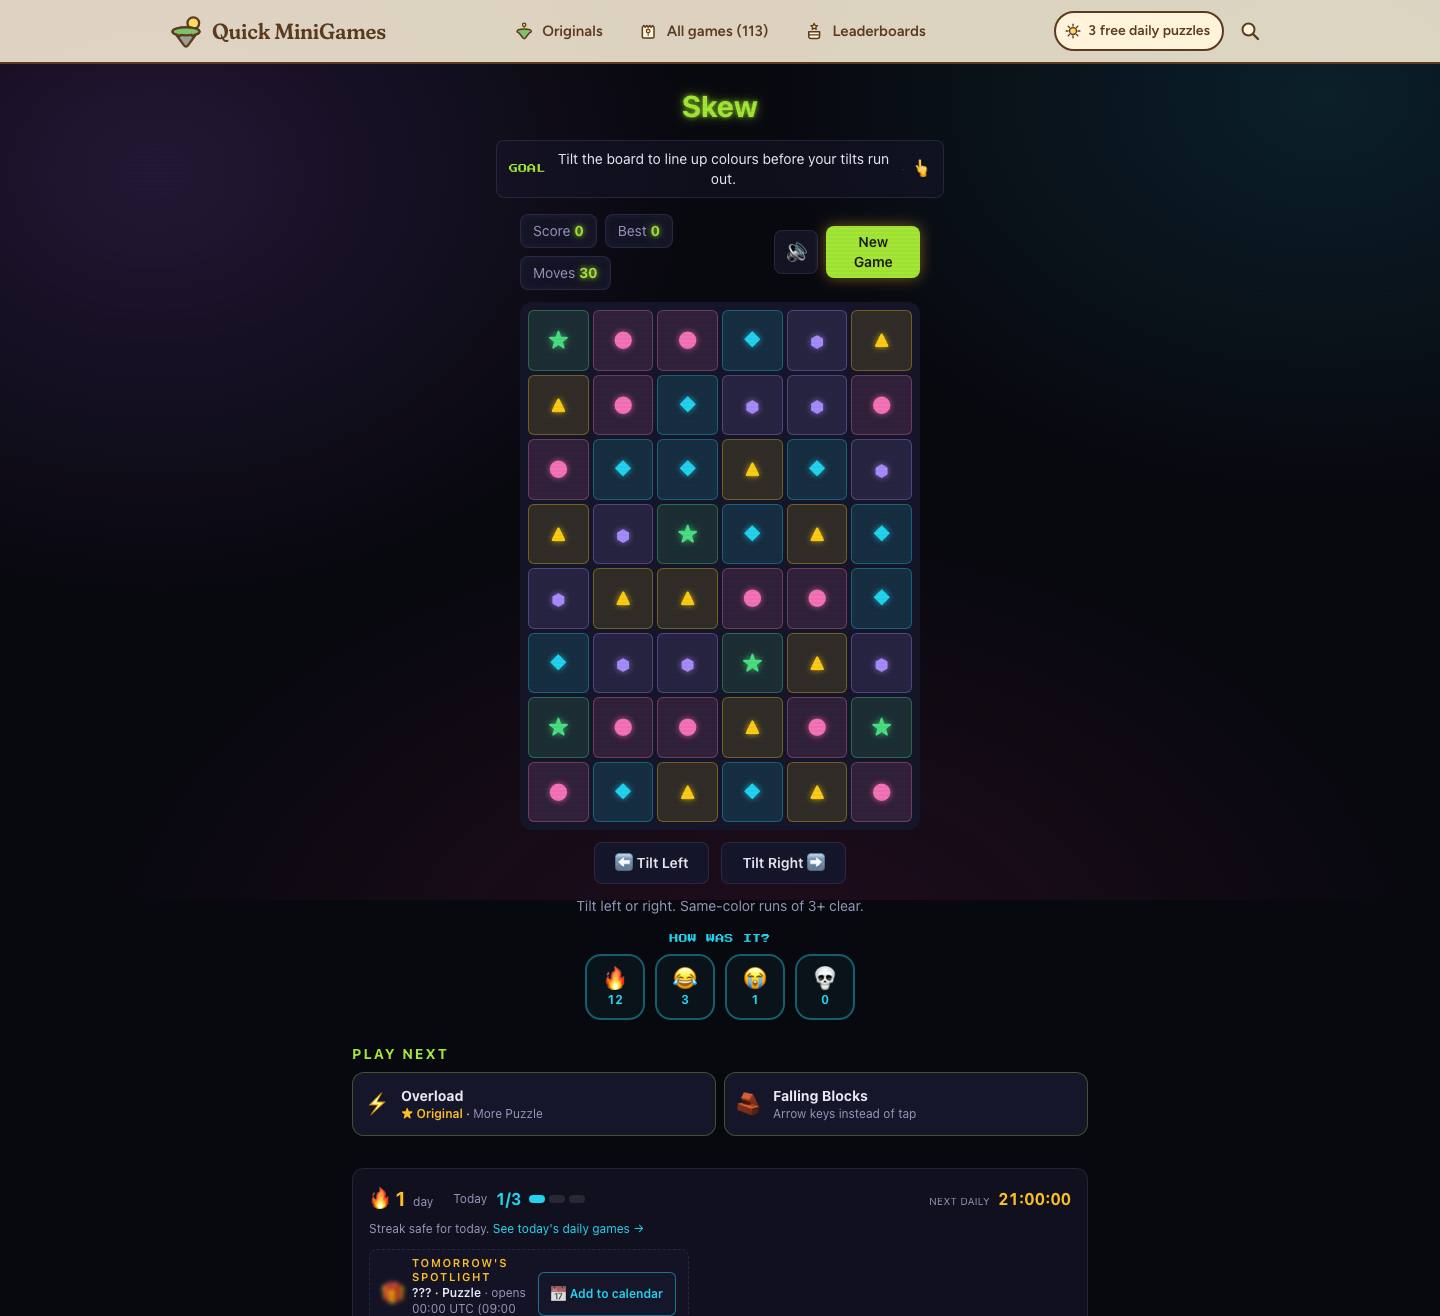 Quick MiniGames
Originals
All games (113)
Leaderboards
3 free daily puzzles
Skew
GOAL
Tilt the board to line up colours before your tilts run
out.
Score 0
Best 0
Moves 30
New
Game
Tilt Left
Tilt Right
Tilt left or right. Same-color runs of 3+ clear.
HOW WAS IT?
12
3
1
0
PLAY NEXT
Overload
Original · More Puzzle
Falling Blocks
Arrow keys instead of tap
1 day
Today 1/3
NEXT DAILY 21:00:00
Streak safe for today. See today's daily games →
TOMORROW'S
SPOTLIGHT
??? · Puzzle · opens
00:00 UTC (09:00
Add to calendar